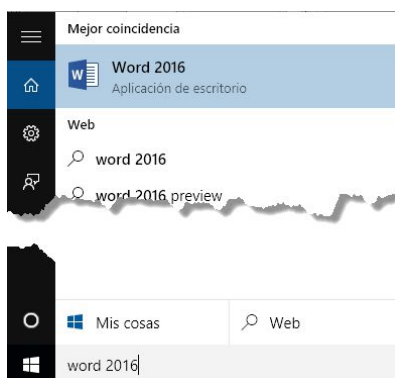 Mejor coincidencia
Word 2016
Aplicación de escritorio
Web
word 2016
word 2016 preview
Mis cosas
Web
word 2016